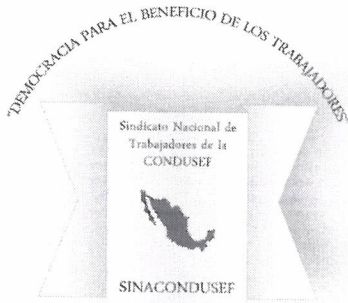 "DEMOCRACIA PARA EL BENEFICIO DE LOS TRABAJADORES"
Sindicato Nacional de
Trabajadores de la
CONDUSEF
SINACONDUSEF